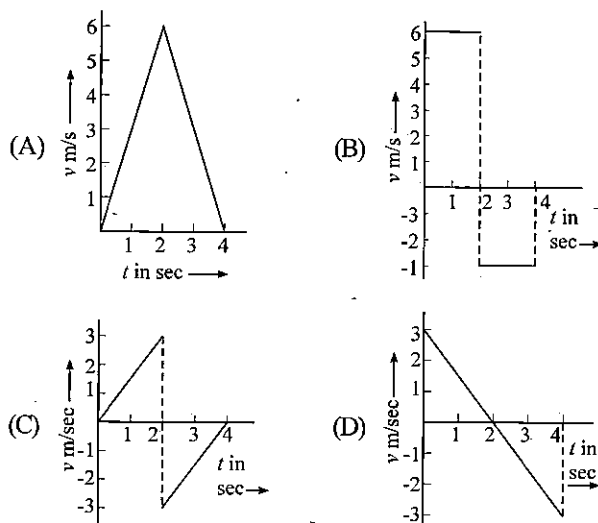 (A)
v m/s
6
5
4
3
2
1
1 2 3 4
t in sec
(B)
v m/s
6
5
4
3
2
1
1 2 3 4
-3
-2
-1
t in
sec
(C)
v m/sec
3
2
1
1 2 3 4
-1
-2
-3
t in
sec
(D)
v m/sec
3
2
1
1 2 3 4
-1
-2
-3
t in
sec